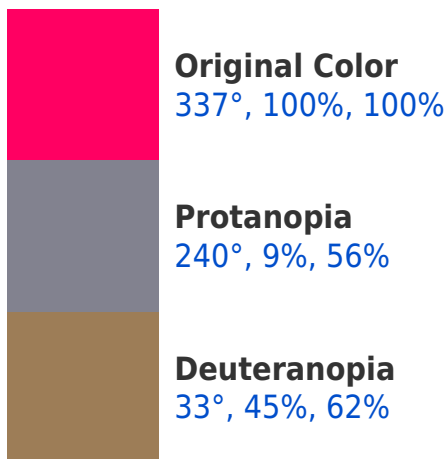 Original Color
337°, 100%, 100%
Protanopia
240°, 9%, 56%
Deuteranopia
33°, 45%, 62%